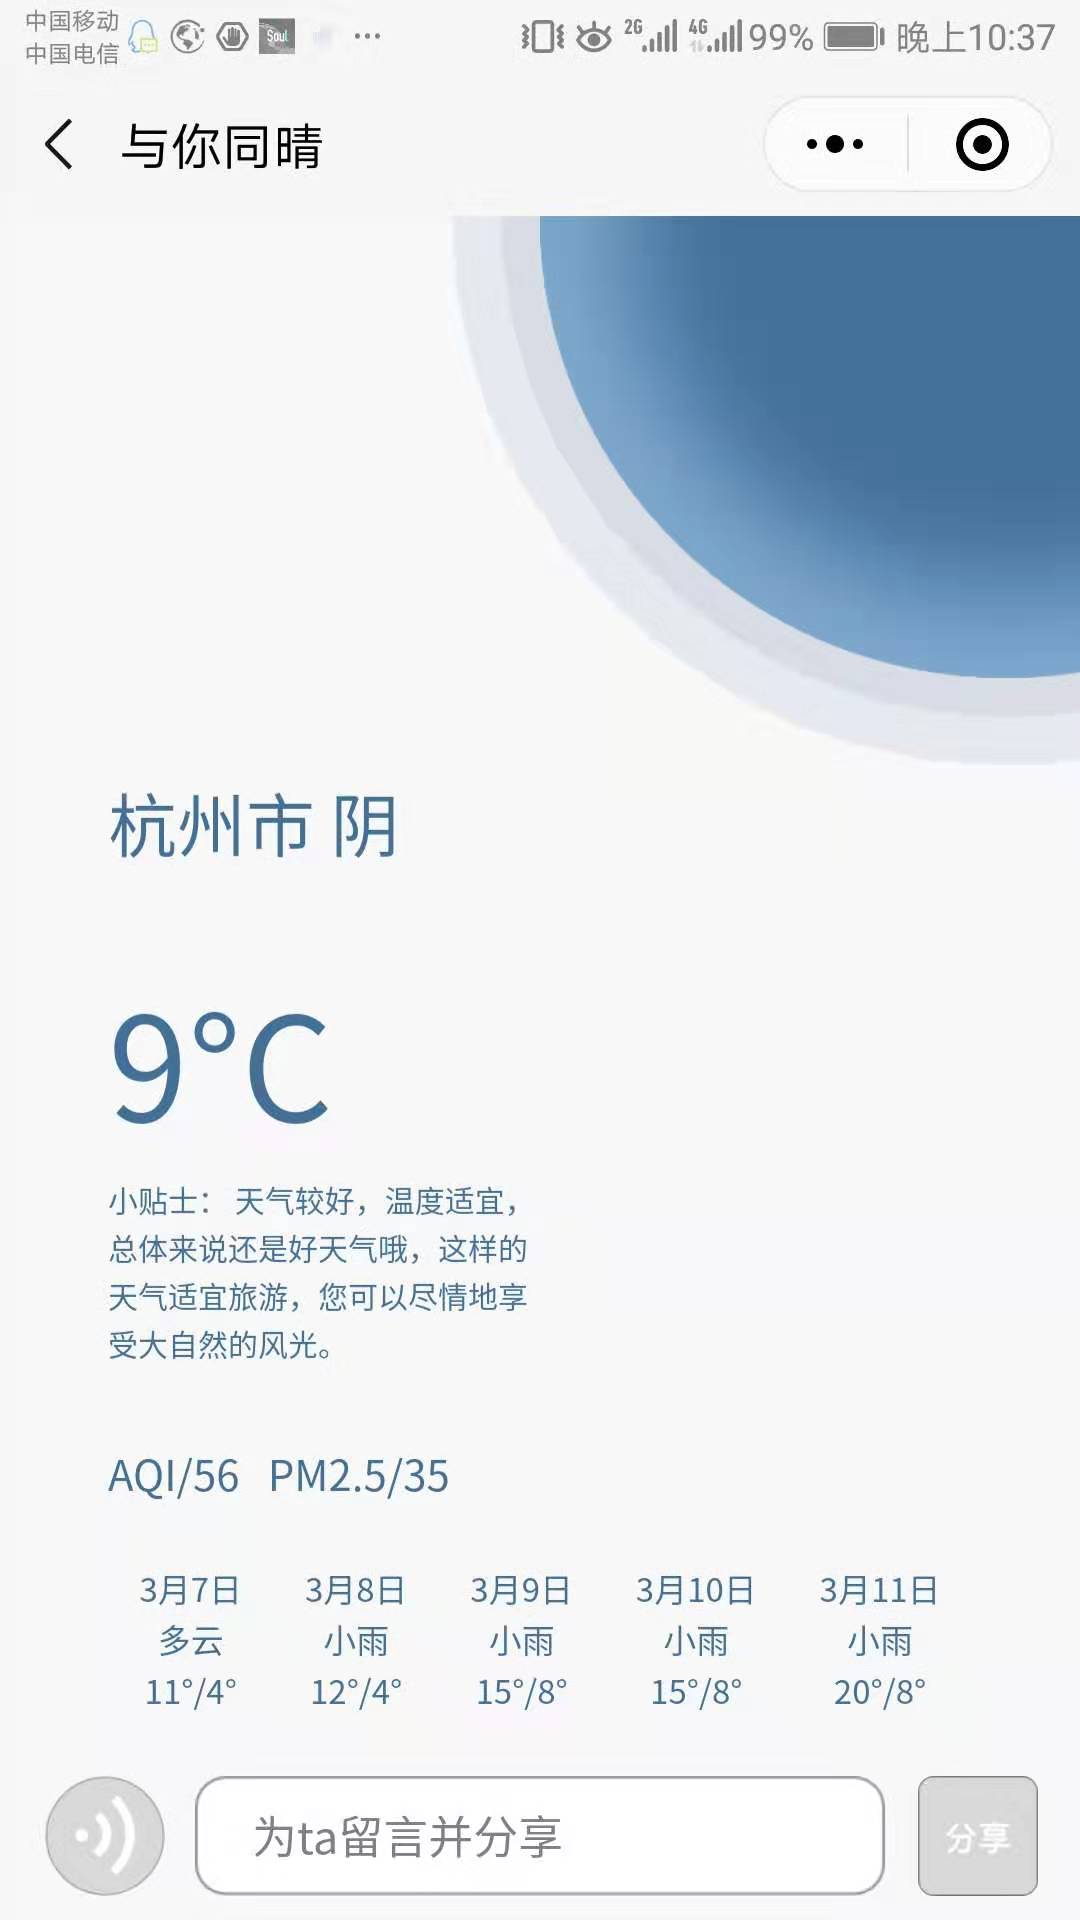 中国移动
中国电信
Soul
2G 4G 99% 晚上10:37
与你同晴
杭州市 阴
9°C
小贴士： 天气较好，温度适宜，
总体来说还是好天气哦，这样的
天气适宜旅游，您可以尽情地享
受大自然的风光。
AQI/56 PM2.5/35
3月7日 3月8日 3月9日 3月10日 3月11日
多云 小雨 小雨 小雨 小雨
11°/4° 12°/4° 15°/8° 15°/8° 20°/8°
为ta留言并分享
分享